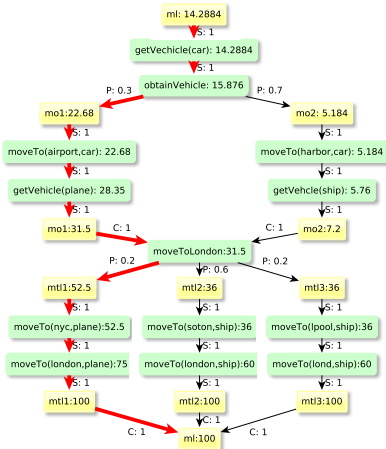 ml: 14.2884
S: 1
getVechicle(car): 14.2884
S: 1
obtainVehicle: 15.876
P: 0.3
P: 0.7
mo1:22.68
mo2: 5.184
S: 1
S: 1
moveTo(airport,car): 22.68
moveTo(harbor,car): 5.184
S: 1
S: 1
getVehicle(plane): 28.35
getVehcle(ship): 5.76
S: 1
S: 1
mo1:31.5
mo2:7.2
C: 1
C: 1
moveToLondon:31.5
P: 0.2
P: 0.6
P: 0.2
mtl1:52.5
mtl2:36
mtl3:36
S: 1
S: 1
S: 1
moveTo(nyc,plane):52.5
moveTo(soton,ship):36
moveTo(lpool,ship):36
S: 1
S: 1
S: 1
moveTo(london,plane):75
moveTo(london,ship):60
moveTo(lond,ship):60
S: 1
S: 1
S: 1
mtl1:100
mtl2:100
mtl3:100
C: 1
C: 1
C: 1
ml:100